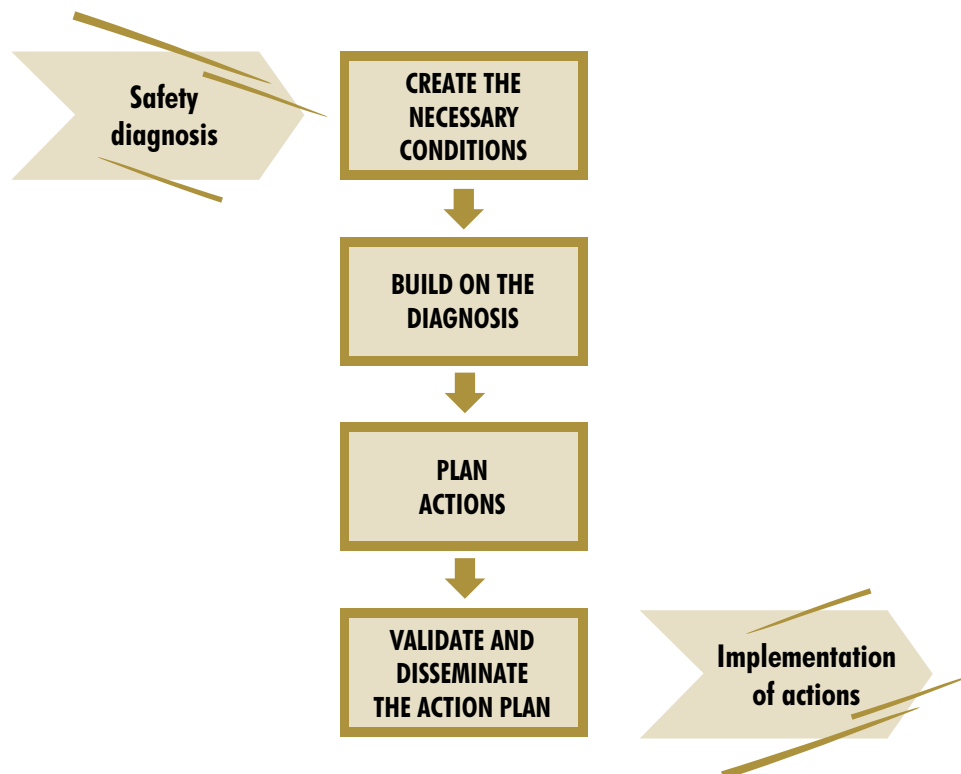 Safety
diagnosis
CREATE THE
NECESSARY
CONDITIONS
BUILD ON THE
DIAGNOSIS
PLAN
ACTIONS
VALIDATE AND
DISSEMINATE
THE ACTION PLAN
Implementation
of actions